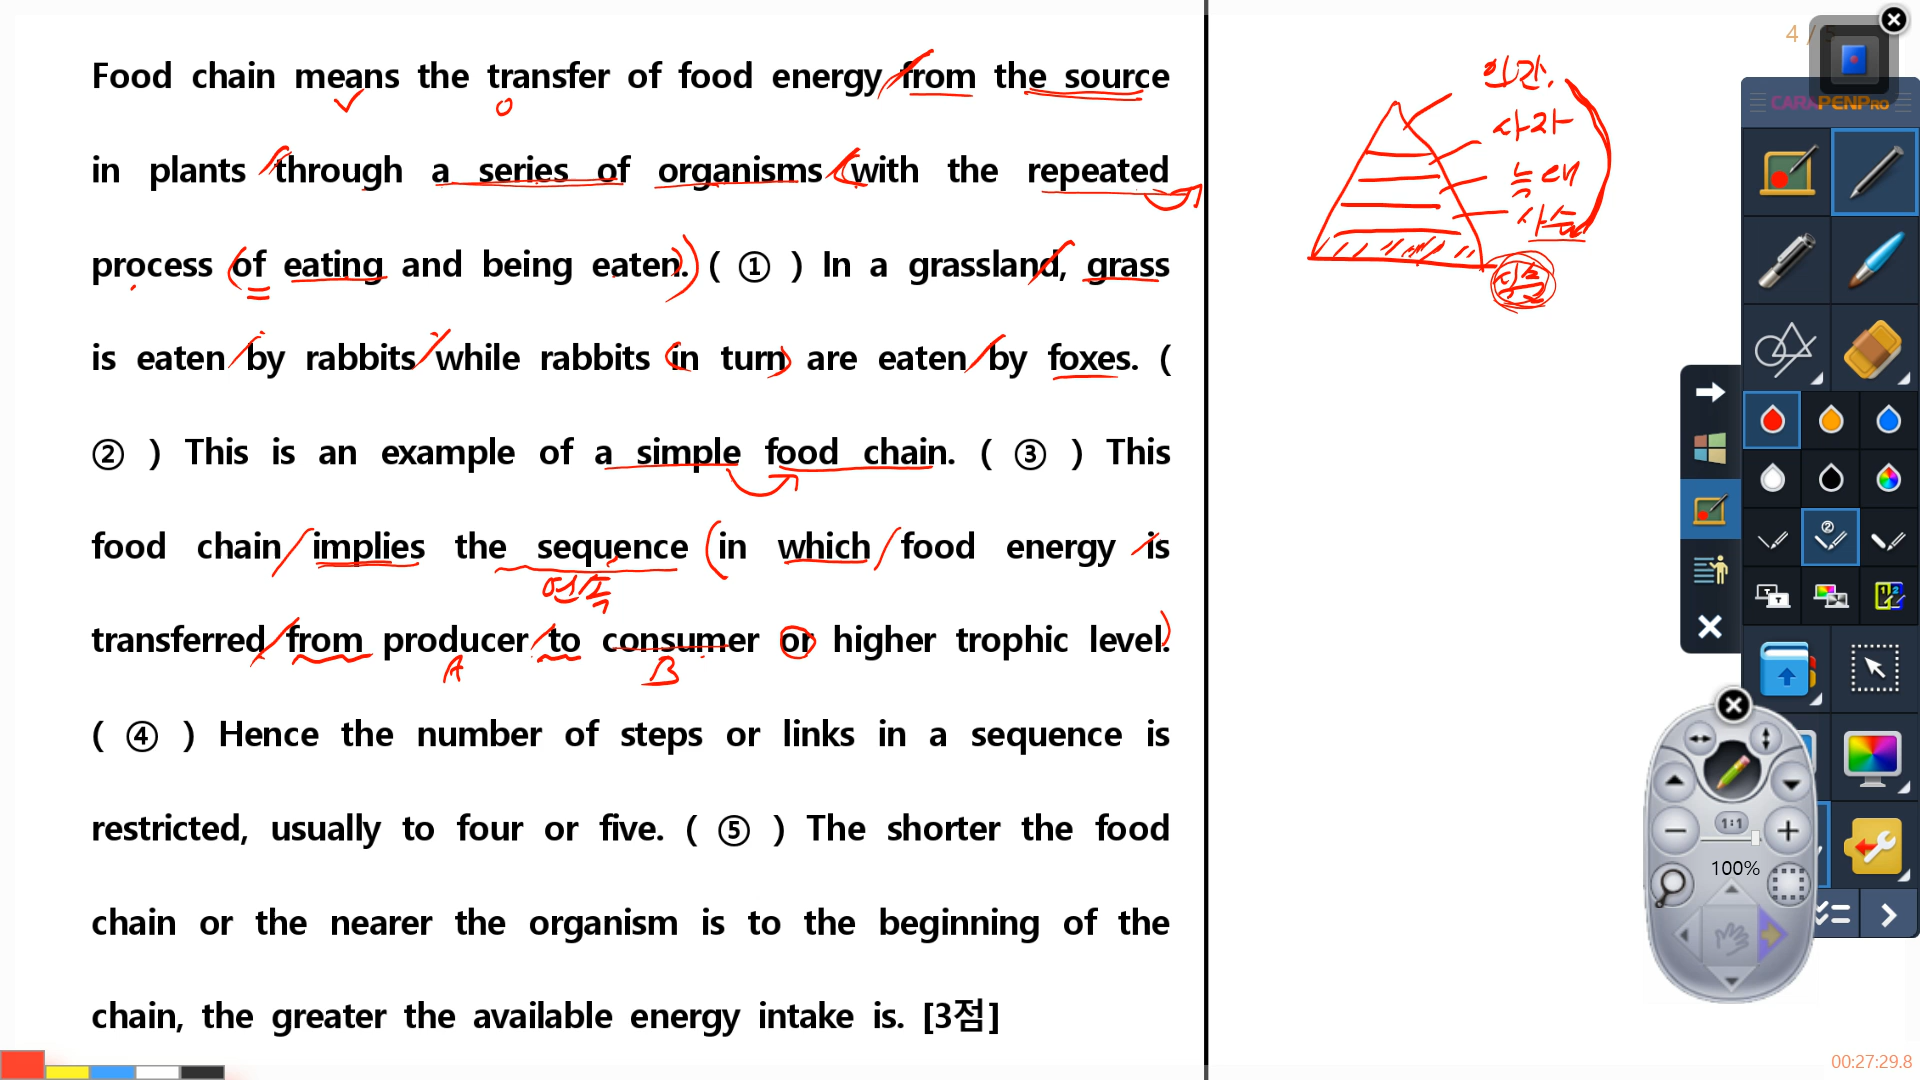 Food chain means the transfer of food energy from the source
in plants through a series of organisms with the repeated
process of eating and being eaten. ( ① ) In a grassland, grass
is eaten by rabbits while rabbits in turn are eaten by foxes. (
② ) This is an example of a simple food chain. ( ③ ) This
food chain implies the sequence in which food energy is
연속
transferred from producer to consumer or higher trophic level.
A B
( ④ ) Hence the number of steps or links in a sequence is
restricted, usually to four or five. ( ⑤ ) The shorter the food
chain or the nearer the organism is to the beginning of the
chain, the greater the available energy intake is. [3점]
인간.
사자
늑대
사슴
식물
4 / 5
CARAPENPRO
1:1
100%
00:27:29.8